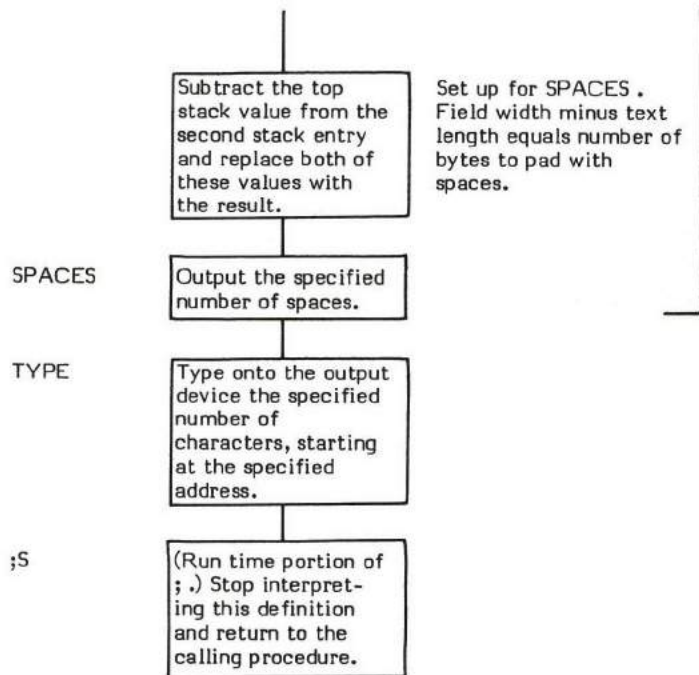 Subtract the top
stack value from the
second stack entry
and replace both of
these values with
the result.
Set up for SPACES .
Field width minus text
length equals number of
bytes to pad with
spaces.
SPACES
Output the specified
number of spaces.
TYPE
Type onto the output
device the specified
number of
characters, starting
at the specified
address.
;S
(Run time portion of
; .) Stop interpret-
ing this definition
and return to the
calling procedure.